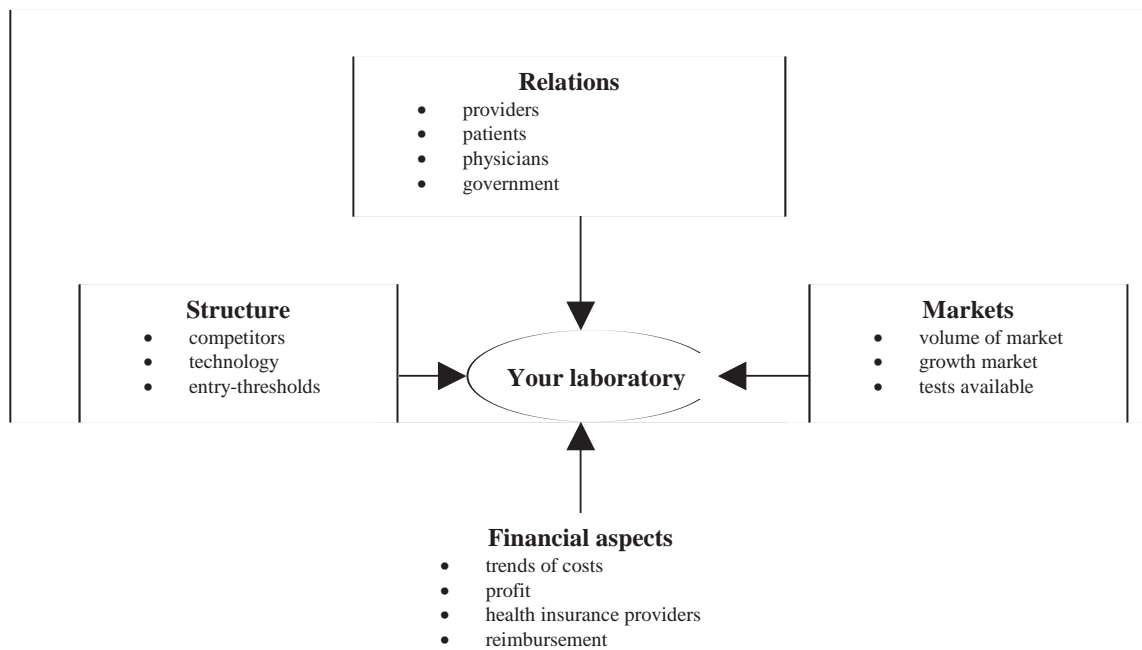 Relations
• providers
• patients
• physicians
• government
Structure
• competitors
• technology
• entry-thresholds
Your laboratory
Markets
• volume of market
• growth market
• tests available
Financial aspects
• trends of costs
• profit
• health insurance providers
• reimbursement